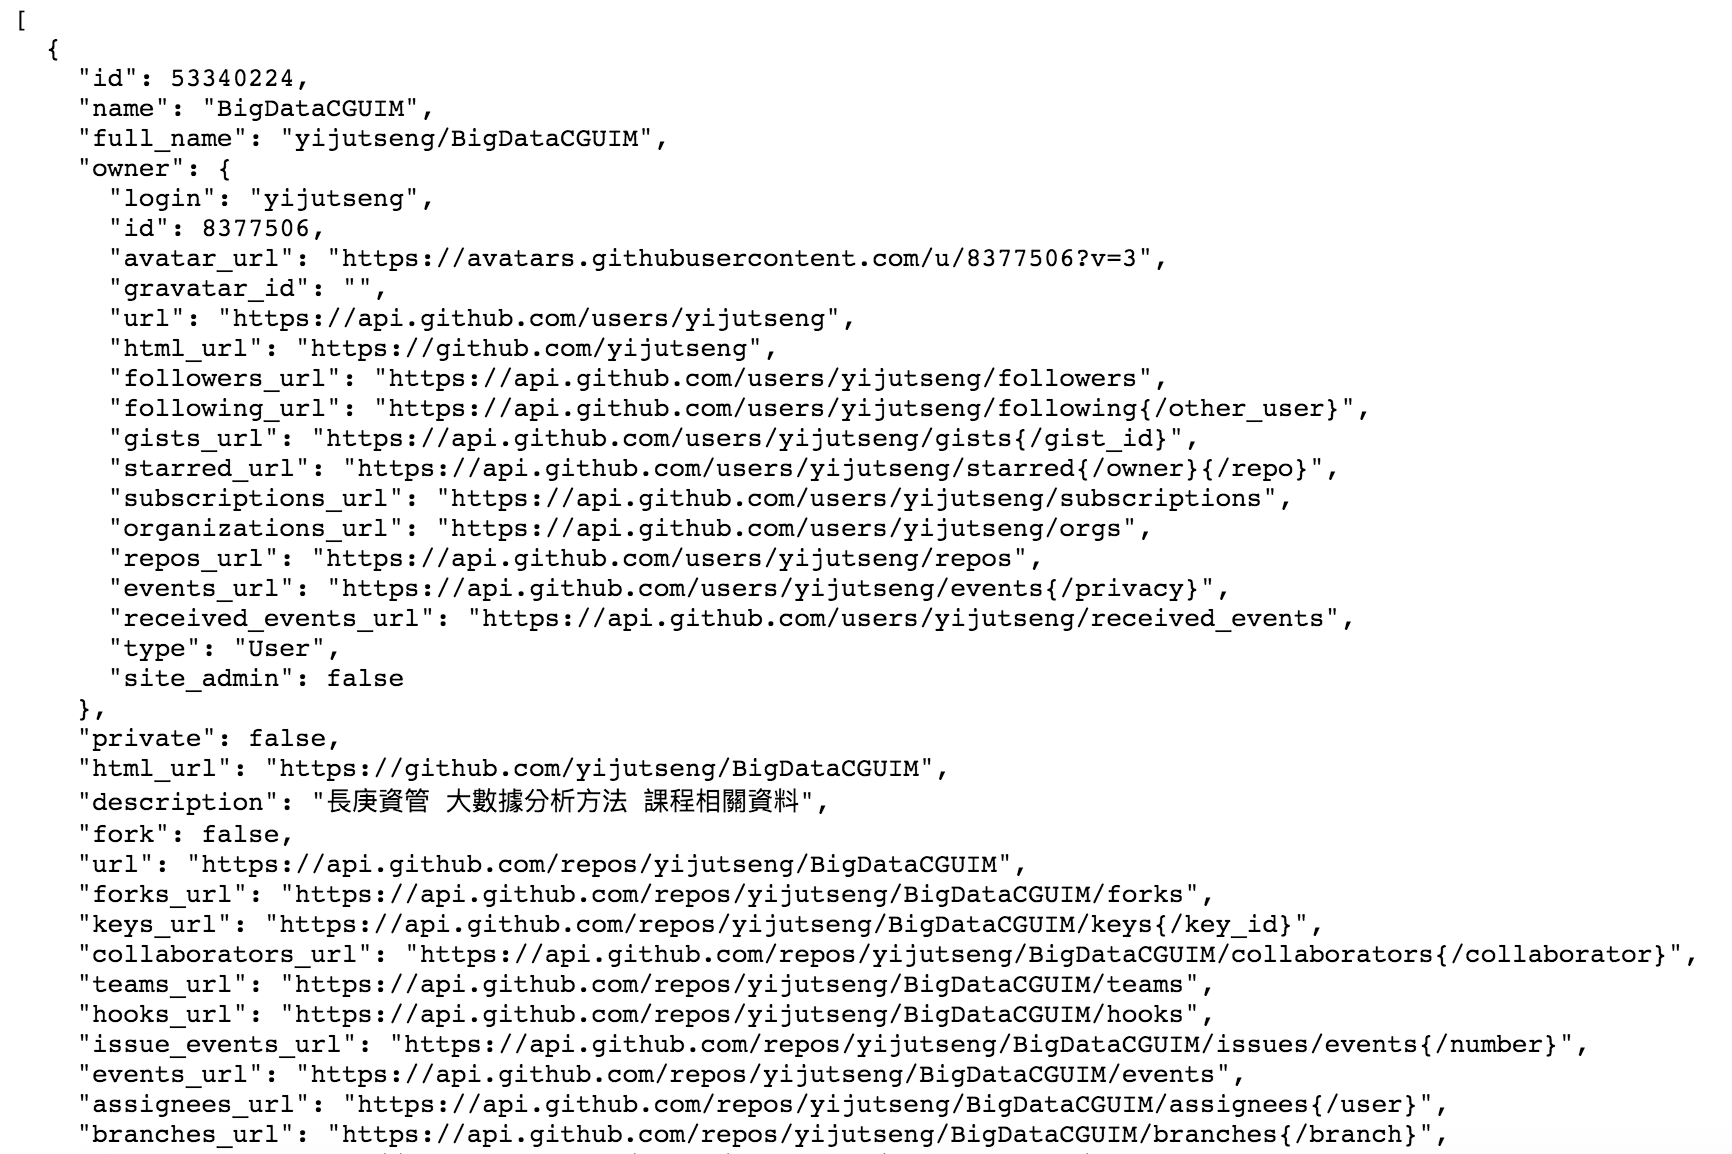 [
  {
    "id": 53340224,
    "name": "BigDataCGUIM",
    "full_name": "yijutseng/BigDataCGUIM",
    "owner": {
      "login": "yijutseng",
      "id": 8377506,
      "avatar_url": "https://avatars.githubusercontent.com/u/8377506?v=3",
      "gravatar_id": "",
      "url": "https://api.github.com/users/yijutseng",
      "html_url": "https://github.com/yijutseng",
      "followers_url": "https://api.github.com/users/yijutseng/followers",
      "following_url": "https://api.github.com/users/yijutseng/following{/other_user}",
      "gists_url": "https://api.github.com/users/yijutseng/gists{/gist_id}",
      "starred_url": "https://api.github.com/users/yijutseng/starred{/owner}{/repo}",
      "subscriptions_url": "https://api.github.com/users/yijutseng/subscriptions",
      "organizations_url": "https://api.github.com/users/yijutseng/orgs",
      "repos_url": "https://api.github.com/users/yijutseng/repos",
      "events_url": "https://api.github.com/users/yijutseng/events{/privacy}",
      "received_events_url": "https://api.github.com/users/yijutseng/received_events",
      "type": "User",
      "site_admin": false
    },
    "private": false,
    "html_url": "https://github.com/yijutseng/BigDataCGUIM",
    "description": "長庚資管 大數據分析方法 課程相關資料",
    "fork": false,
    "url": "https://api.github.com/repos/yijutseng/BigDataCGUIM",
    "forks_url": "https://api.github.com/repos/yijutseng/BigDataCGUIM/forks",
    "keys_url": "https://api.github.com/repos/yijutseng/BigDataCGUIM/keys{/key_id}",
    "collaborators_url": "https://api.github.com/repos/yijutseng/BigDataCGUIM/collaborators{/collaborator}",
    "teams_url": "https://api.github.com/repos/yijutseng/BigDataCGUIM/teams",
    "hooks_url": "https://api.github.com/repos/yijutseng/BigDataCGUIM/hooks",
    "issue_events_url": "https://api.github.com/repos/yijutseng/BigDataCGUIM/issues/events{/number}",
    "events_url": "https://api.github.com/repos/yijutseng/BigDataCGUIM/events",
    "assignees_url": "https://api.github.com/repos/yijutseng/BigDataCGUIM/assignees{/user}",
    "branches_url": "https://api.github.com/repos/yijutseng/BigDataCGUIM/branches{/branch}",